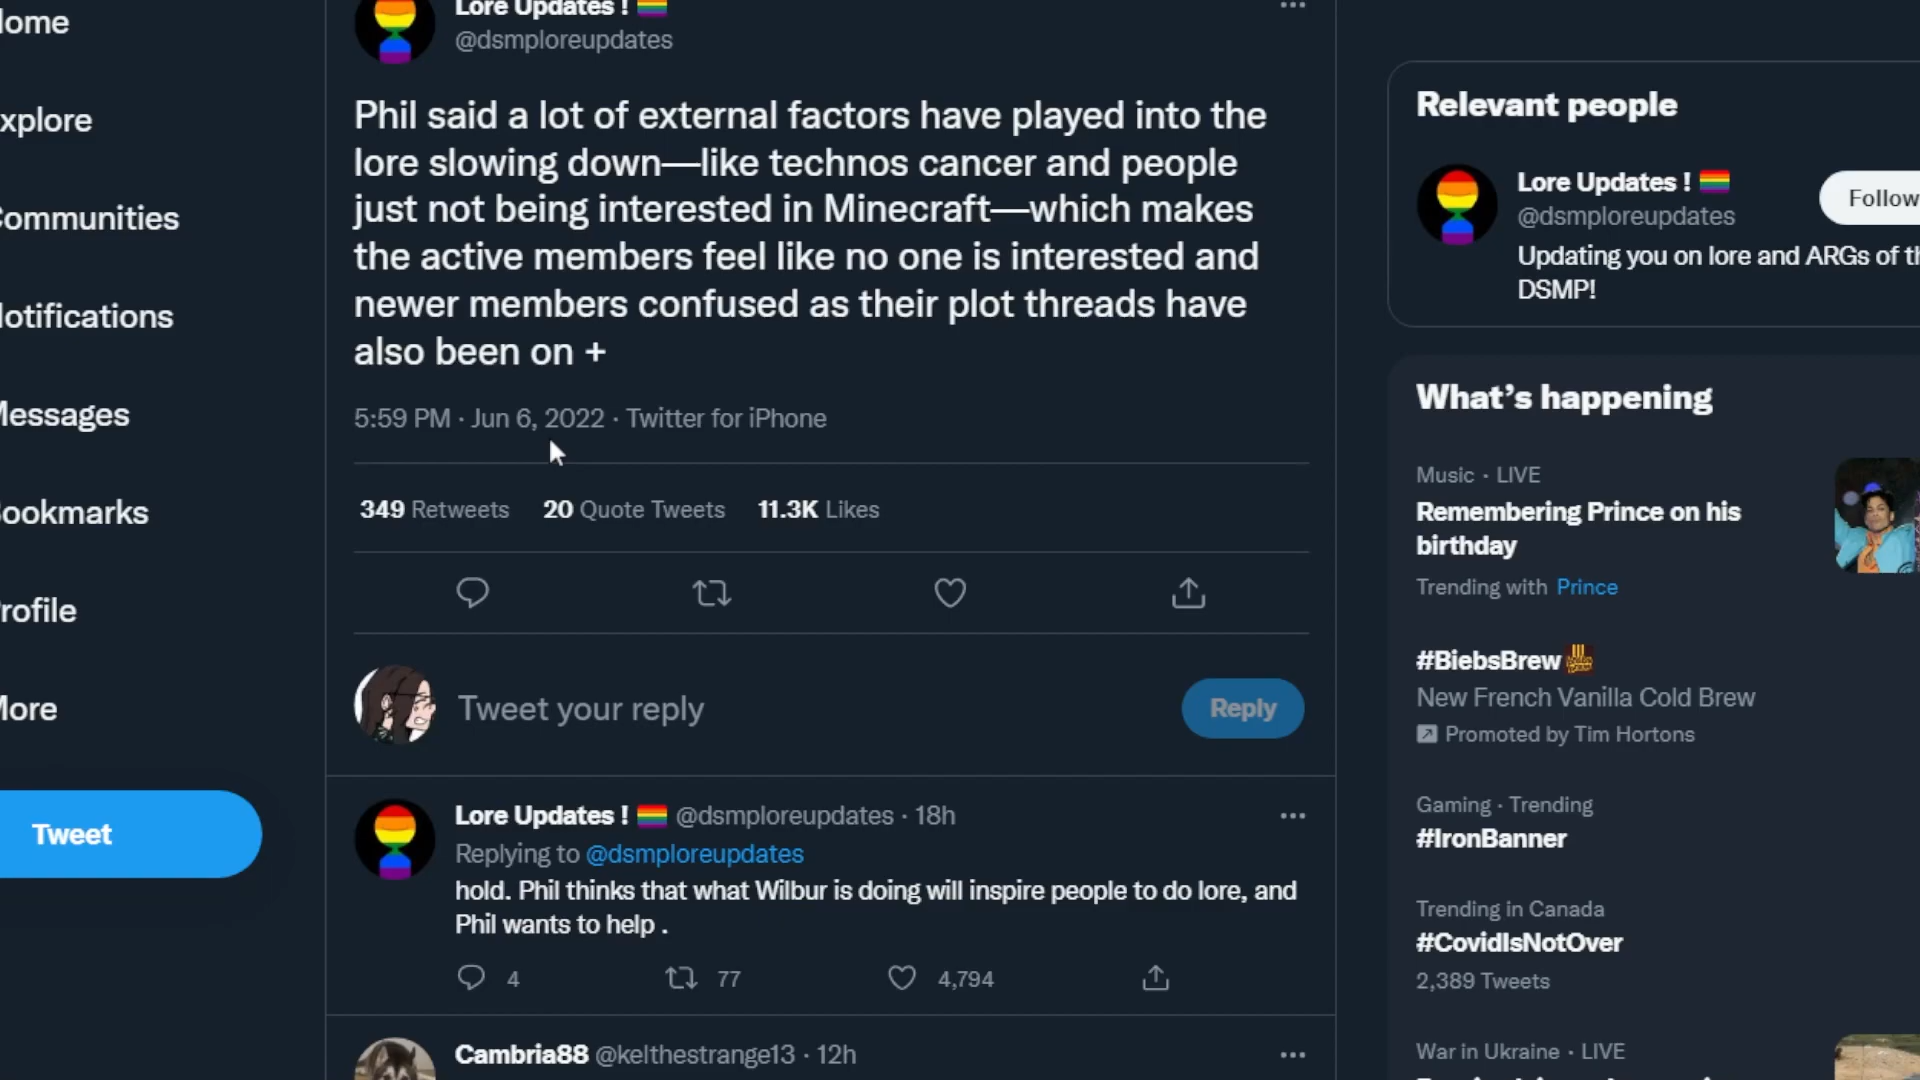 ome
xplore
ommunities
otifications
Messages
ookmarks
rofile
More
Tweet
Lore Updates ! 🏳️‍🌈
@dsmploreupdates
Phil said a lot of external factors have played into the
lore slowing down—like technos cancer and people
just not being interested in Minecraft—which makes
the active members feel like no one is interested and
newer members confused as their plot threads have
also been on +
5:59 PM · Jun 6, 2022 · Twitter for iPhone
349 Retweets 20 Quote Tweets 11.3K Likes
Tweet your reply
Reply
Lore Updates ! 🏳️‍🌈 @dsmploreupdates · 18h
Replying to @dsmploreupdates
hold. Phil thinks that what Wilbur is doing will inspire people to do lore, and
Phil wants to help .
4 77 4,794
Cambria88 @kelthestrange13 · 12h
Relevant people
Lore Updates ! 🏳️‍🌈
@dsmploreupdates
Follow
Updating you on lore and ARGs of th
DSMP!
What's happening
Music · LIVE
Remembering Prince on his
birthday
Trending with Prince
#BiebsBrew
New French Vanilla Cold Brew
Promoted by Tim Hortons
Gaming · Trending
#IronBanner
Trending in Canada
#CovidIsNotOver
2,389 Tweets
War in Ukraine · LIVE